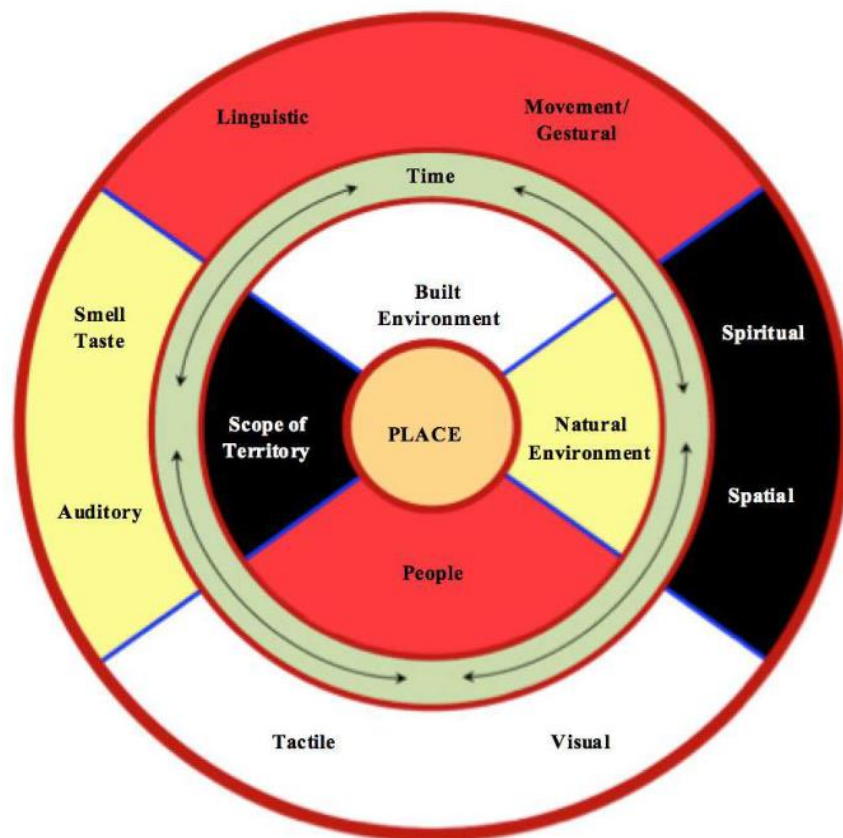 Linguistic
Movement/
Gestural
Time
Built
Environment
Smell
Taste
Spiritual
Scope of
Territory
PLACE
Natural
Environment
Auditory
Spatial
People
Tactile
Visual